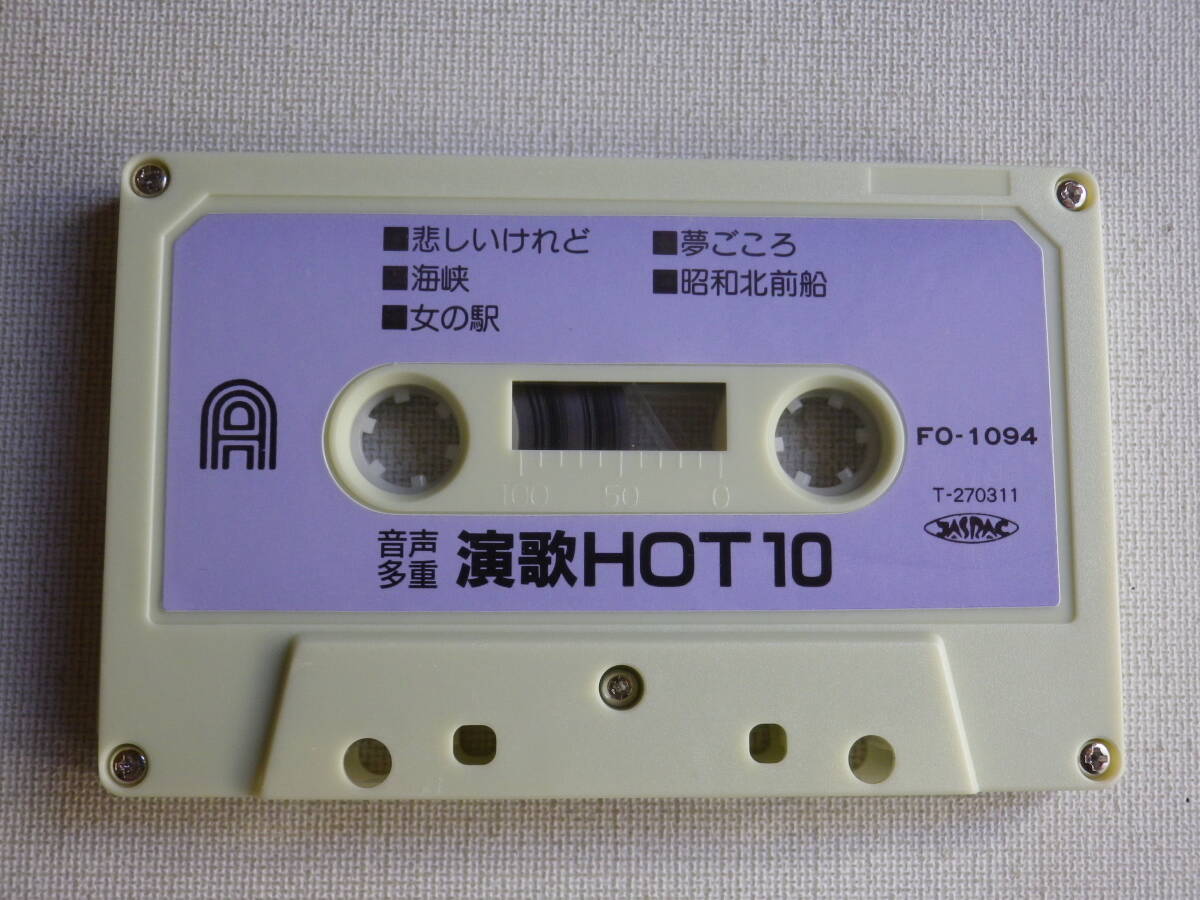 ■悲しいけれど
■海峡
■女の駅
■夢ごころ
■昭和北前船
A
FO-1094
100 50 0
T-270311
JASRAC
音声多重 演歌HOT10